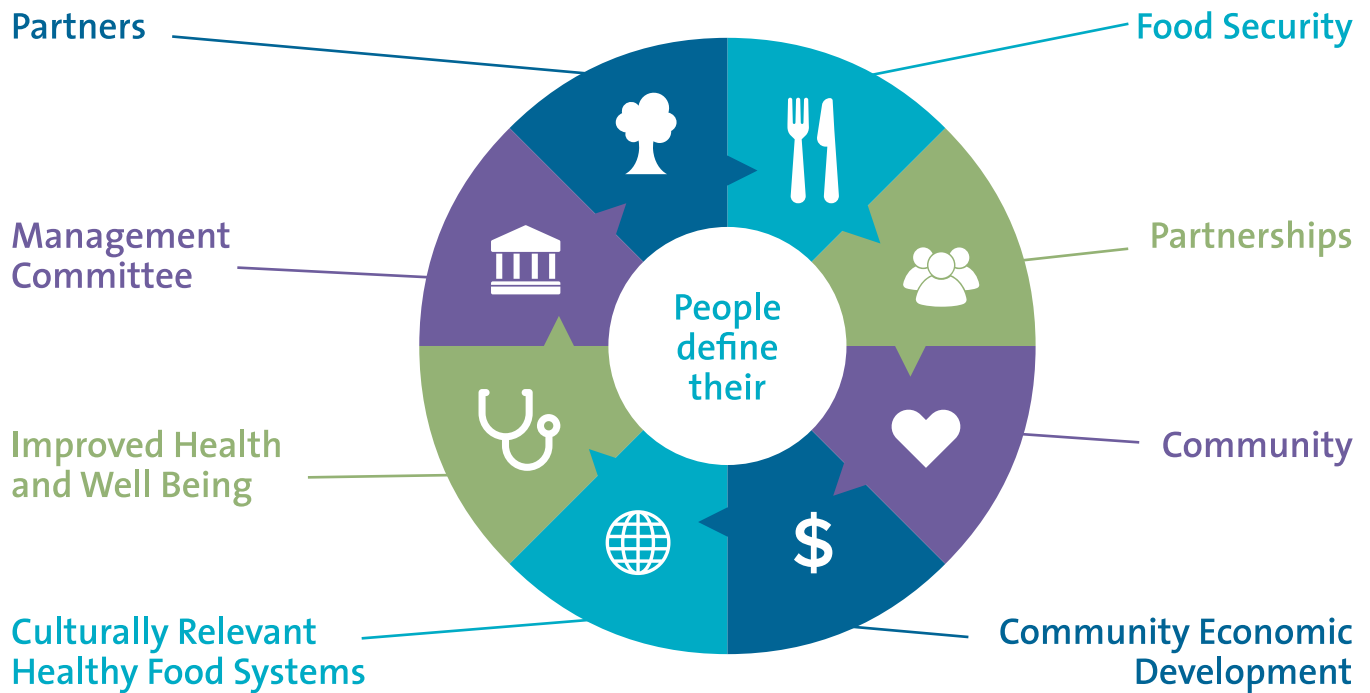 Partners
Food Security
Management
Committee
Partnerships
People
define
their
Improved Health
and Well Being
Community
$
Culturally Relevant
Healthy Food Systems
Community Economic
Development